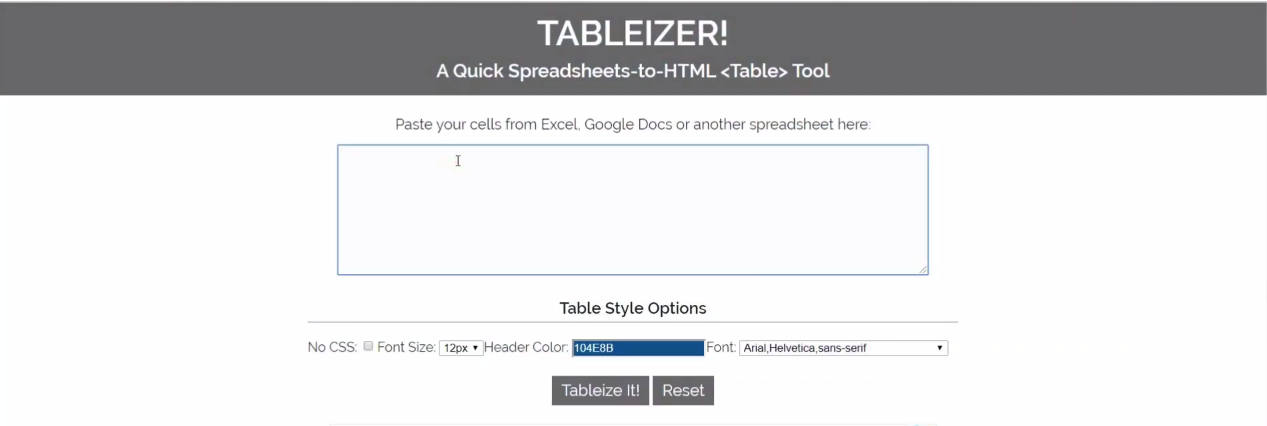 TABLEIZER!
A Quick Spreadsheets-to-HTML <Table> Tool
Paste your cells from Excel, Google Docs or another spreadsheet here:
Table Style Options
No CSS: Font Size: 12px Header Color: 104E8B Font: Arial,Helvetica,sans-serif
Tableize It! Reset